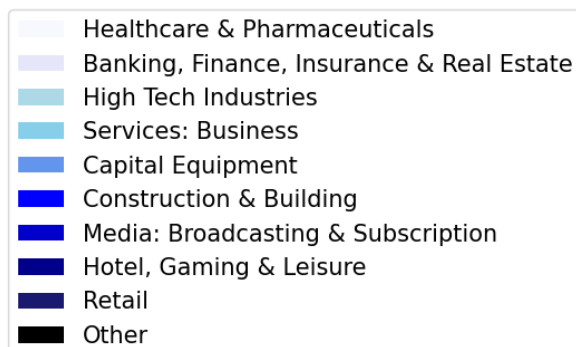 Healthcare & Pharmaceuticals
Banking, Finance, Insurance & Real Estate
High Tech Industries
Services: Business
Capital Equipment
Construction & Building
Media: Broadcasting & Subscription
Hotel, Gaming & Leisure
Retail
Other